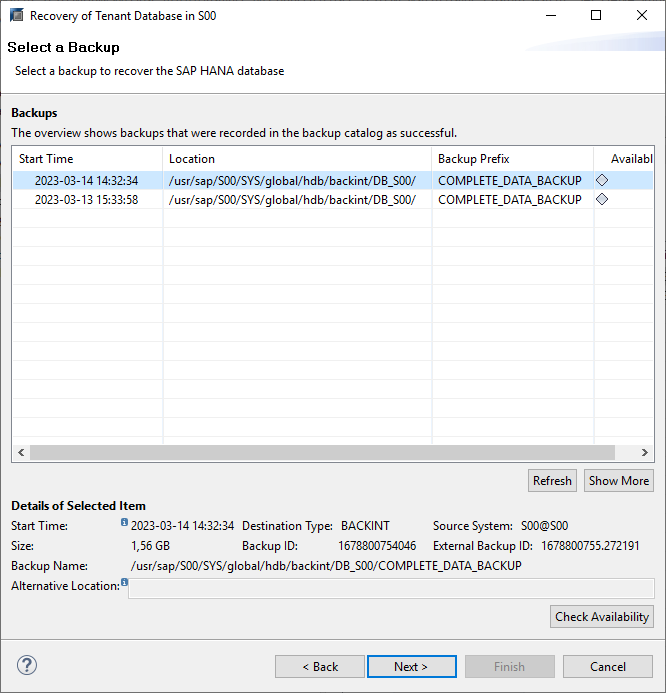 Recovery of Tenant Database in S00
Select a Backup
Select a backup to recover the SAP HANA database
Backups
The overview shows backups that were recorded in the backup catalog as successful.
Start Time Location Backup Prefix Availabl
2023-03-14 14:32:34 /usr/sap/S00/SYS/global/hdb/backint/DB_S00/ COMPLETE_DATA_BACKUP
2023-03-13 15:33:58 /usr/sap/S00/SYS/global/hdb/backint/DB_S00/ COMPLETE_DATA_BACKUP
Refresh Show More
Details of Selected Item
Start Time: 2023-03-14 14:32:34 Destination Type: BACKINT Source System: S00@S00
Size: 1,56 GB Backup ID: 1678800754046 External Backup ID: 1678800755.272191
Backup Name: /usr/sap/S00/SYS/global/hdb/backint/DB_S00/COMPLETE_DATA_BACKUP
Alternative Location:
Check Availability
? < Back Next > Finish Cancel